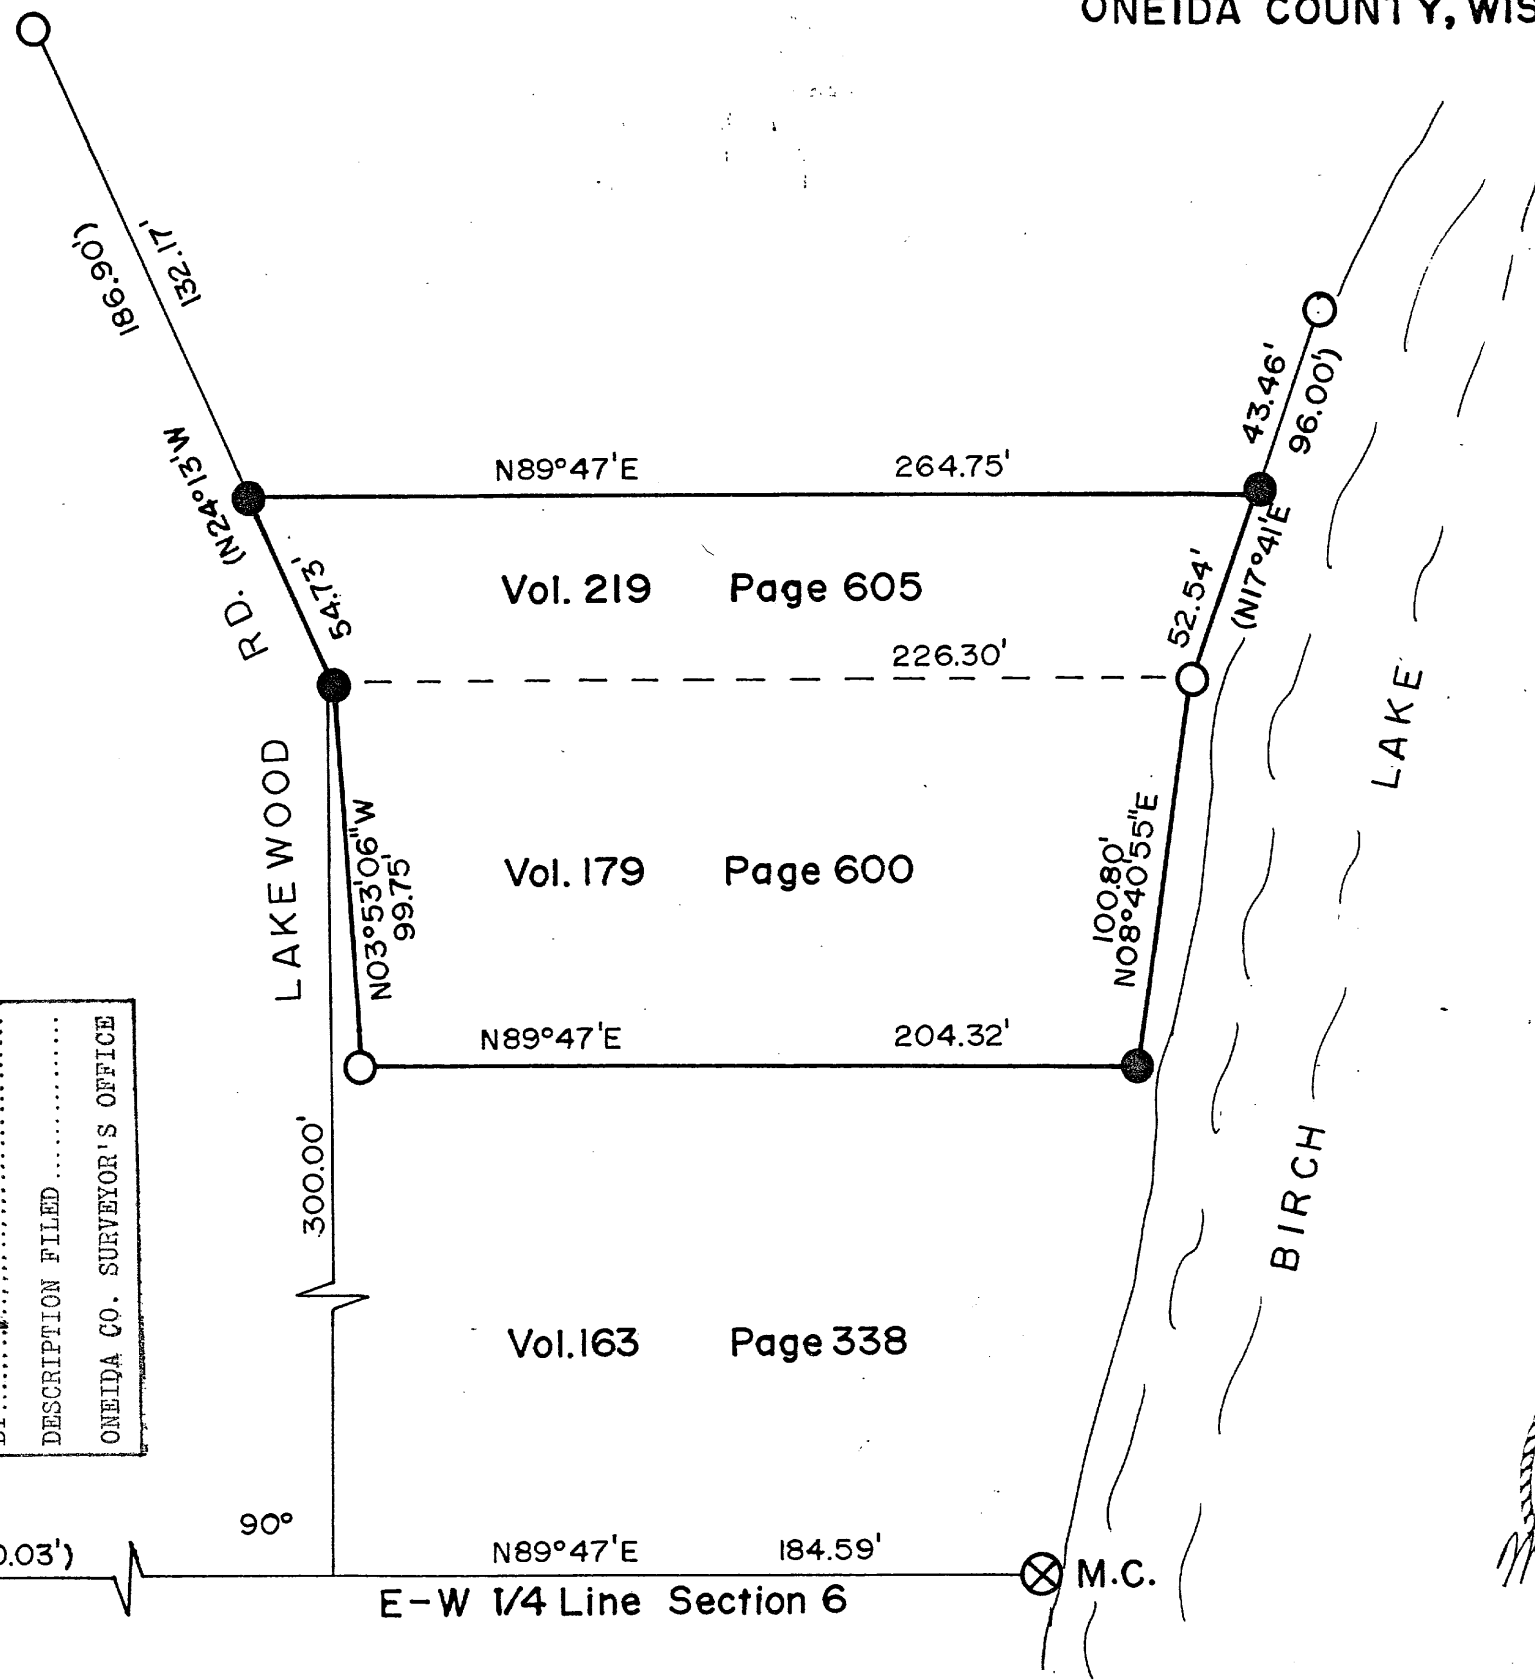 ONEIDA COUNTY, WIS
186.90')
132.17'
43.46'
96.00')
(N24°13'W
N89°47'E 264.75'
(N17°41'E
54.73'
52.54'
Vol. 219 Page 605
226.30'
LAKEWOOD RD.
N03°53'06"W
99.75'
Vol. 179 Page 600
100.80'
N08°40'55"E
BIRCH LAKE
N89°47'E 204.32'
300.00'
DESCRIPTION FILED
ONEIDA CO. SURVEYOR'S OFFICE
Vol. 163 Page 338
90°
0.03')
N89°47'E 184.59'
M.C.
E-W 1/4 Line Section 6